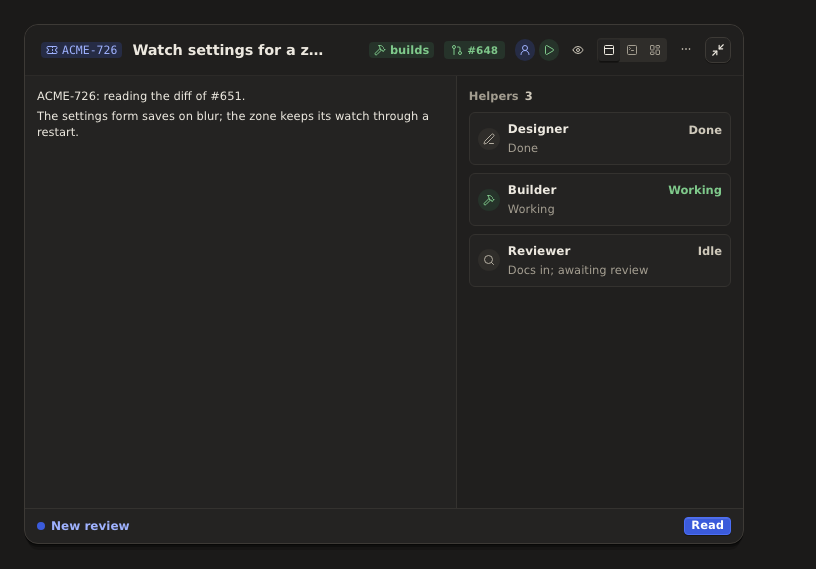 ACME-726 Watch settings for a z… builds #648
ACME-726: reading the diff of #651.
The settings form saves on blur; the zone keeps its watch through a
restart.
Helpers 3
Designer Done
Done
Builder Working
Working
Reviewer Idle
Docs in; awaiting review
New review Read